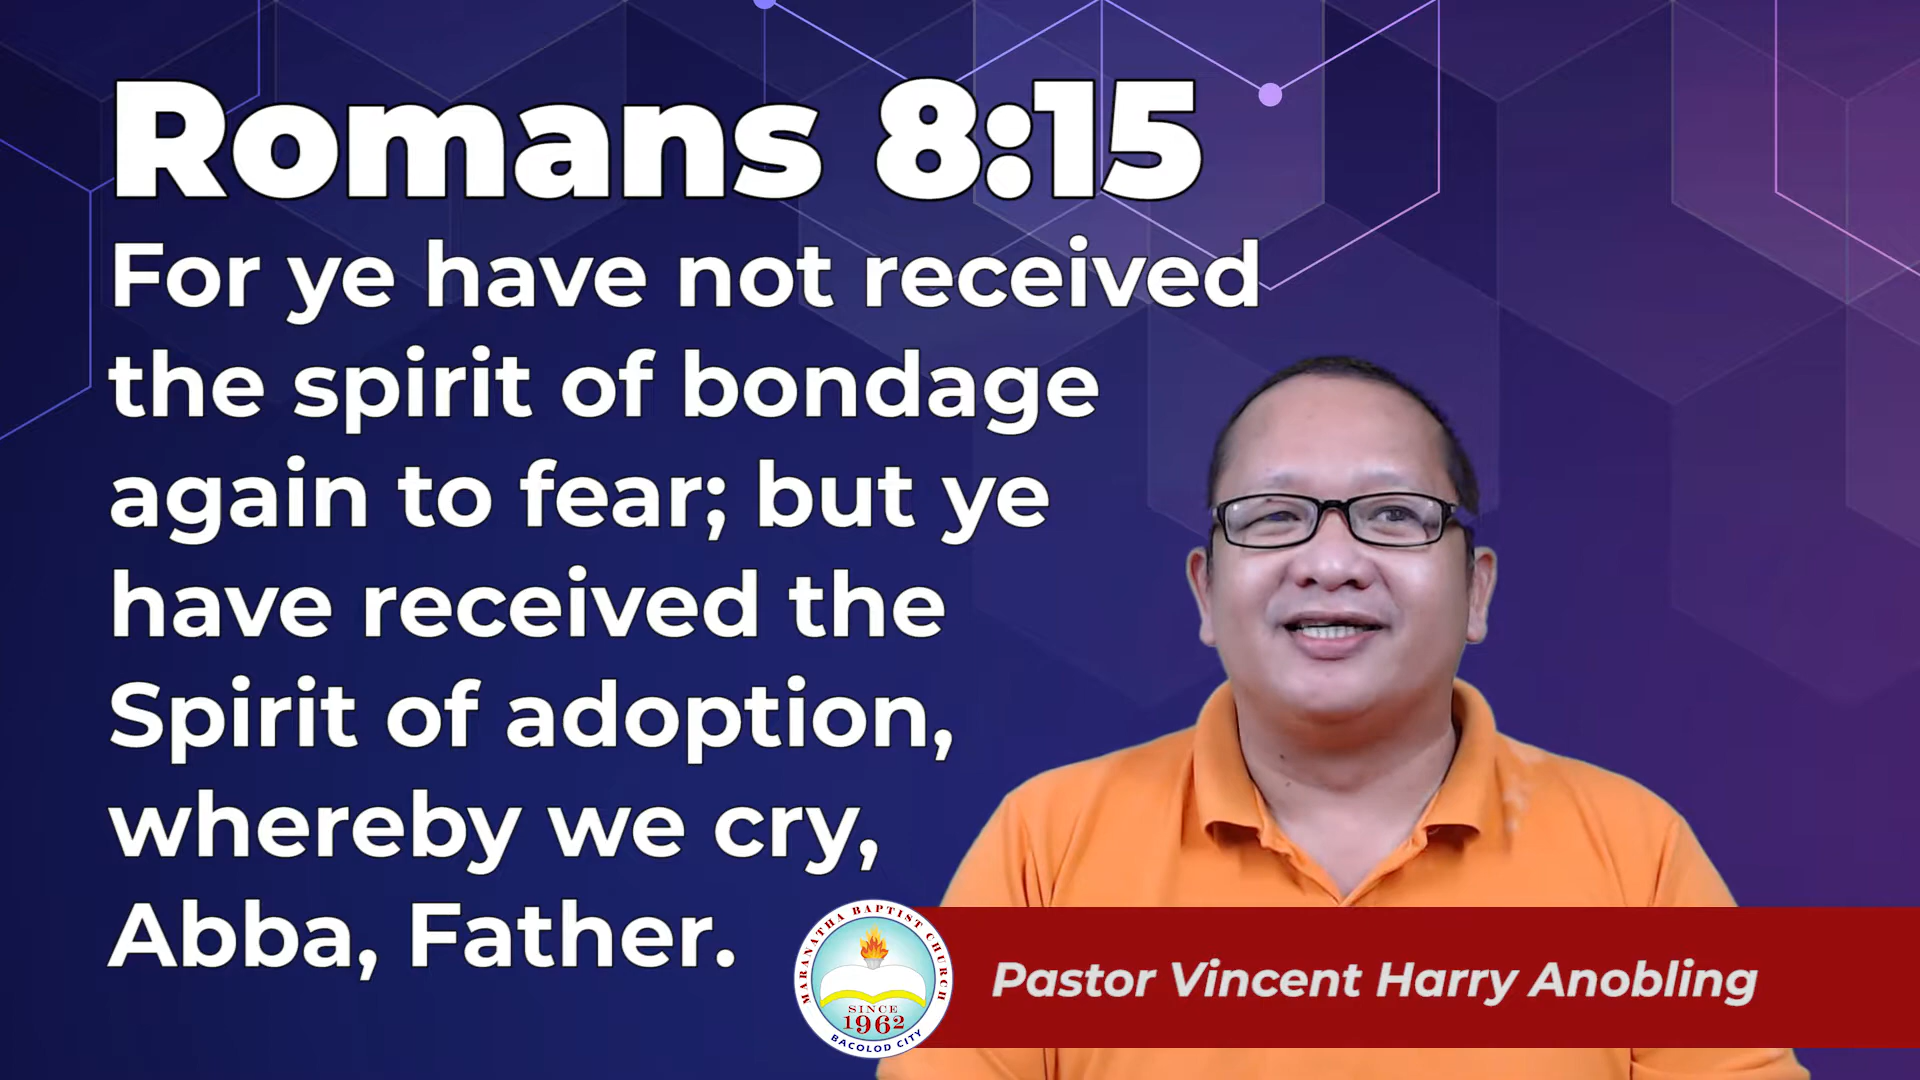 Romans 8:15
For ye have not received
the spirit of bondage
again to fear; but ye
have received the
Spirit of adoption,
whereby we cry,
Abba, Father.
MARANATHA BAPTIST CHURCH
SINCE
1962
BACOLOD CITY
Pastor Vincent Harry Anobling